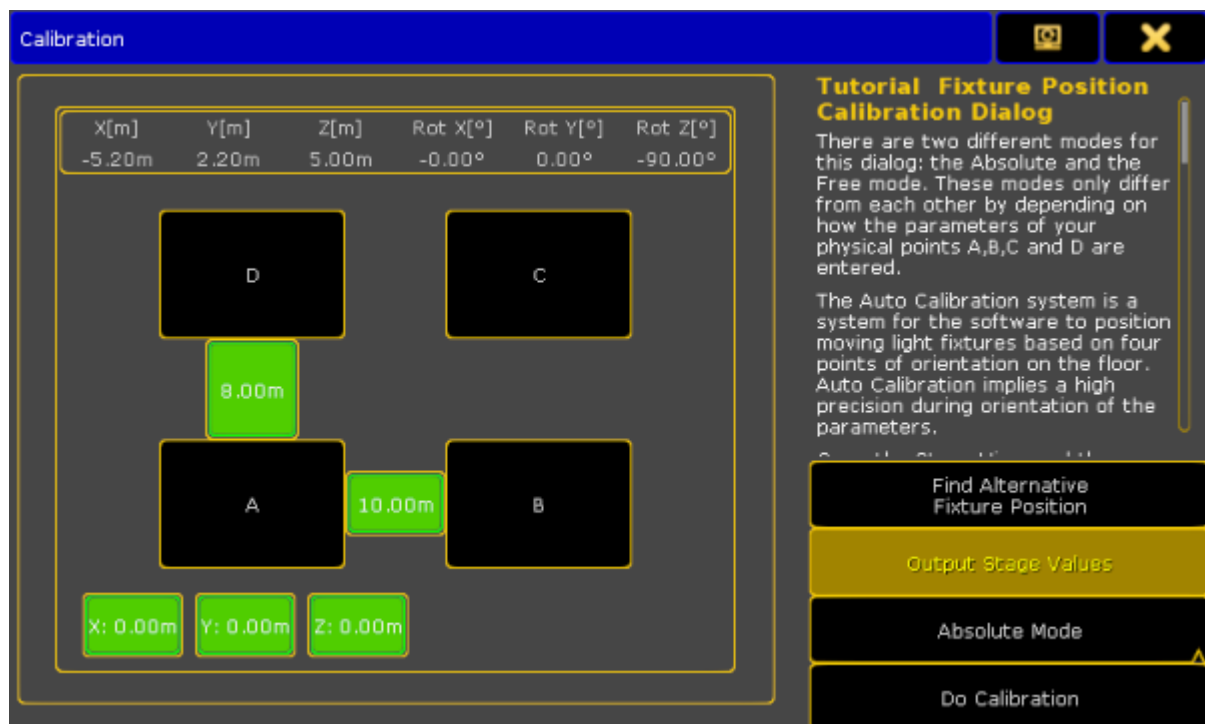 Calibration
X[m] Y[m] Z[m] Rot X[º] Rot Y[º] Rot Z[º]
-5.20m 2.20m 5.00m -0.00º 0.00º -90.00º
D
C
8.00m
A
10.00m
B
X: 0.00m
Y: 0.00m
Z: 0.00m
Tutorial Fixture Position
Calibration Dialog
There are two different modes for
this dialog: the Absolute and the
Free mode. These modes only differ
from each other by depending on
how the parameters of your
physical points A,B,C and D are
entered.
The Auto Calibration system is a
system for the software to position
moving light fixtures based on four
points of orientation on the floor.
Auto Calibration implies a high
precision during orientation of the
parameters.
Find Alternative
Fixture Position
Output Stage Values
Absolute Mode
Do Calibration